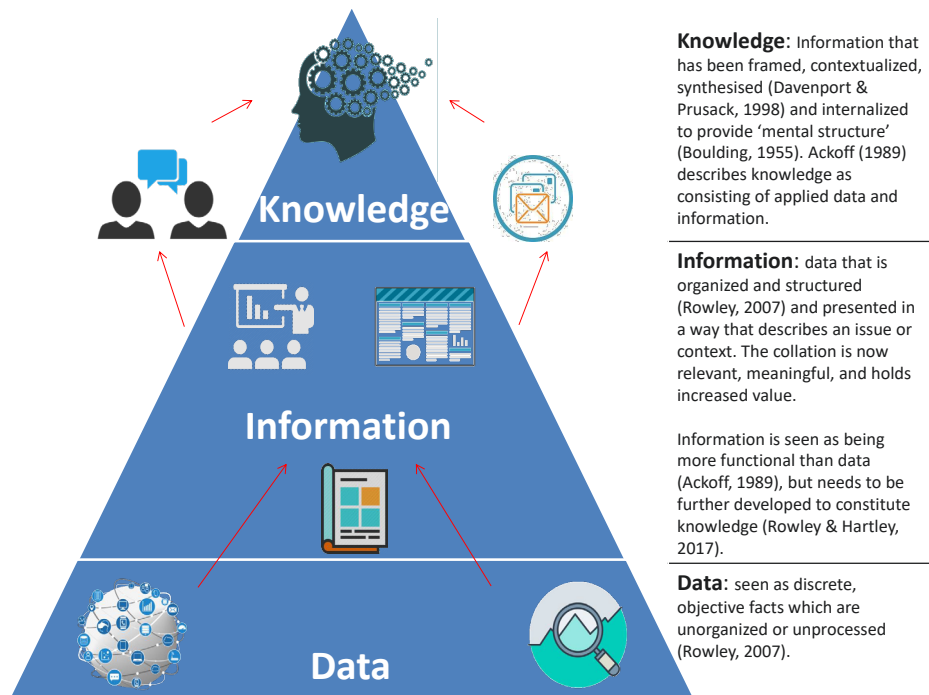 Knowledge
Information
Data
Knowledge: Information that
has been framed, contextualized,
synthesised (Davenport &
Prusack, 1998) and internalized
to provide ‘mental structure’
(Boulding, 1955). Ackoff (1989)
describes knowledge as
consisting of applied data and
information.
Information: data that is
organized and structured
(Rowley, 2007) and presented in
a way that describes an issue or
context. The collation is now
relevant, meaningful, and holds
increased value.
Information is seen as being
more functional than data
(Ackoff, 1989), but needs to be
further developed to constitute
knowledge (Rowley & Hartley,
2017).
Data: seen as discrete,
objective facts which are
unorganized or unprocessed
(Rowley, 2007).